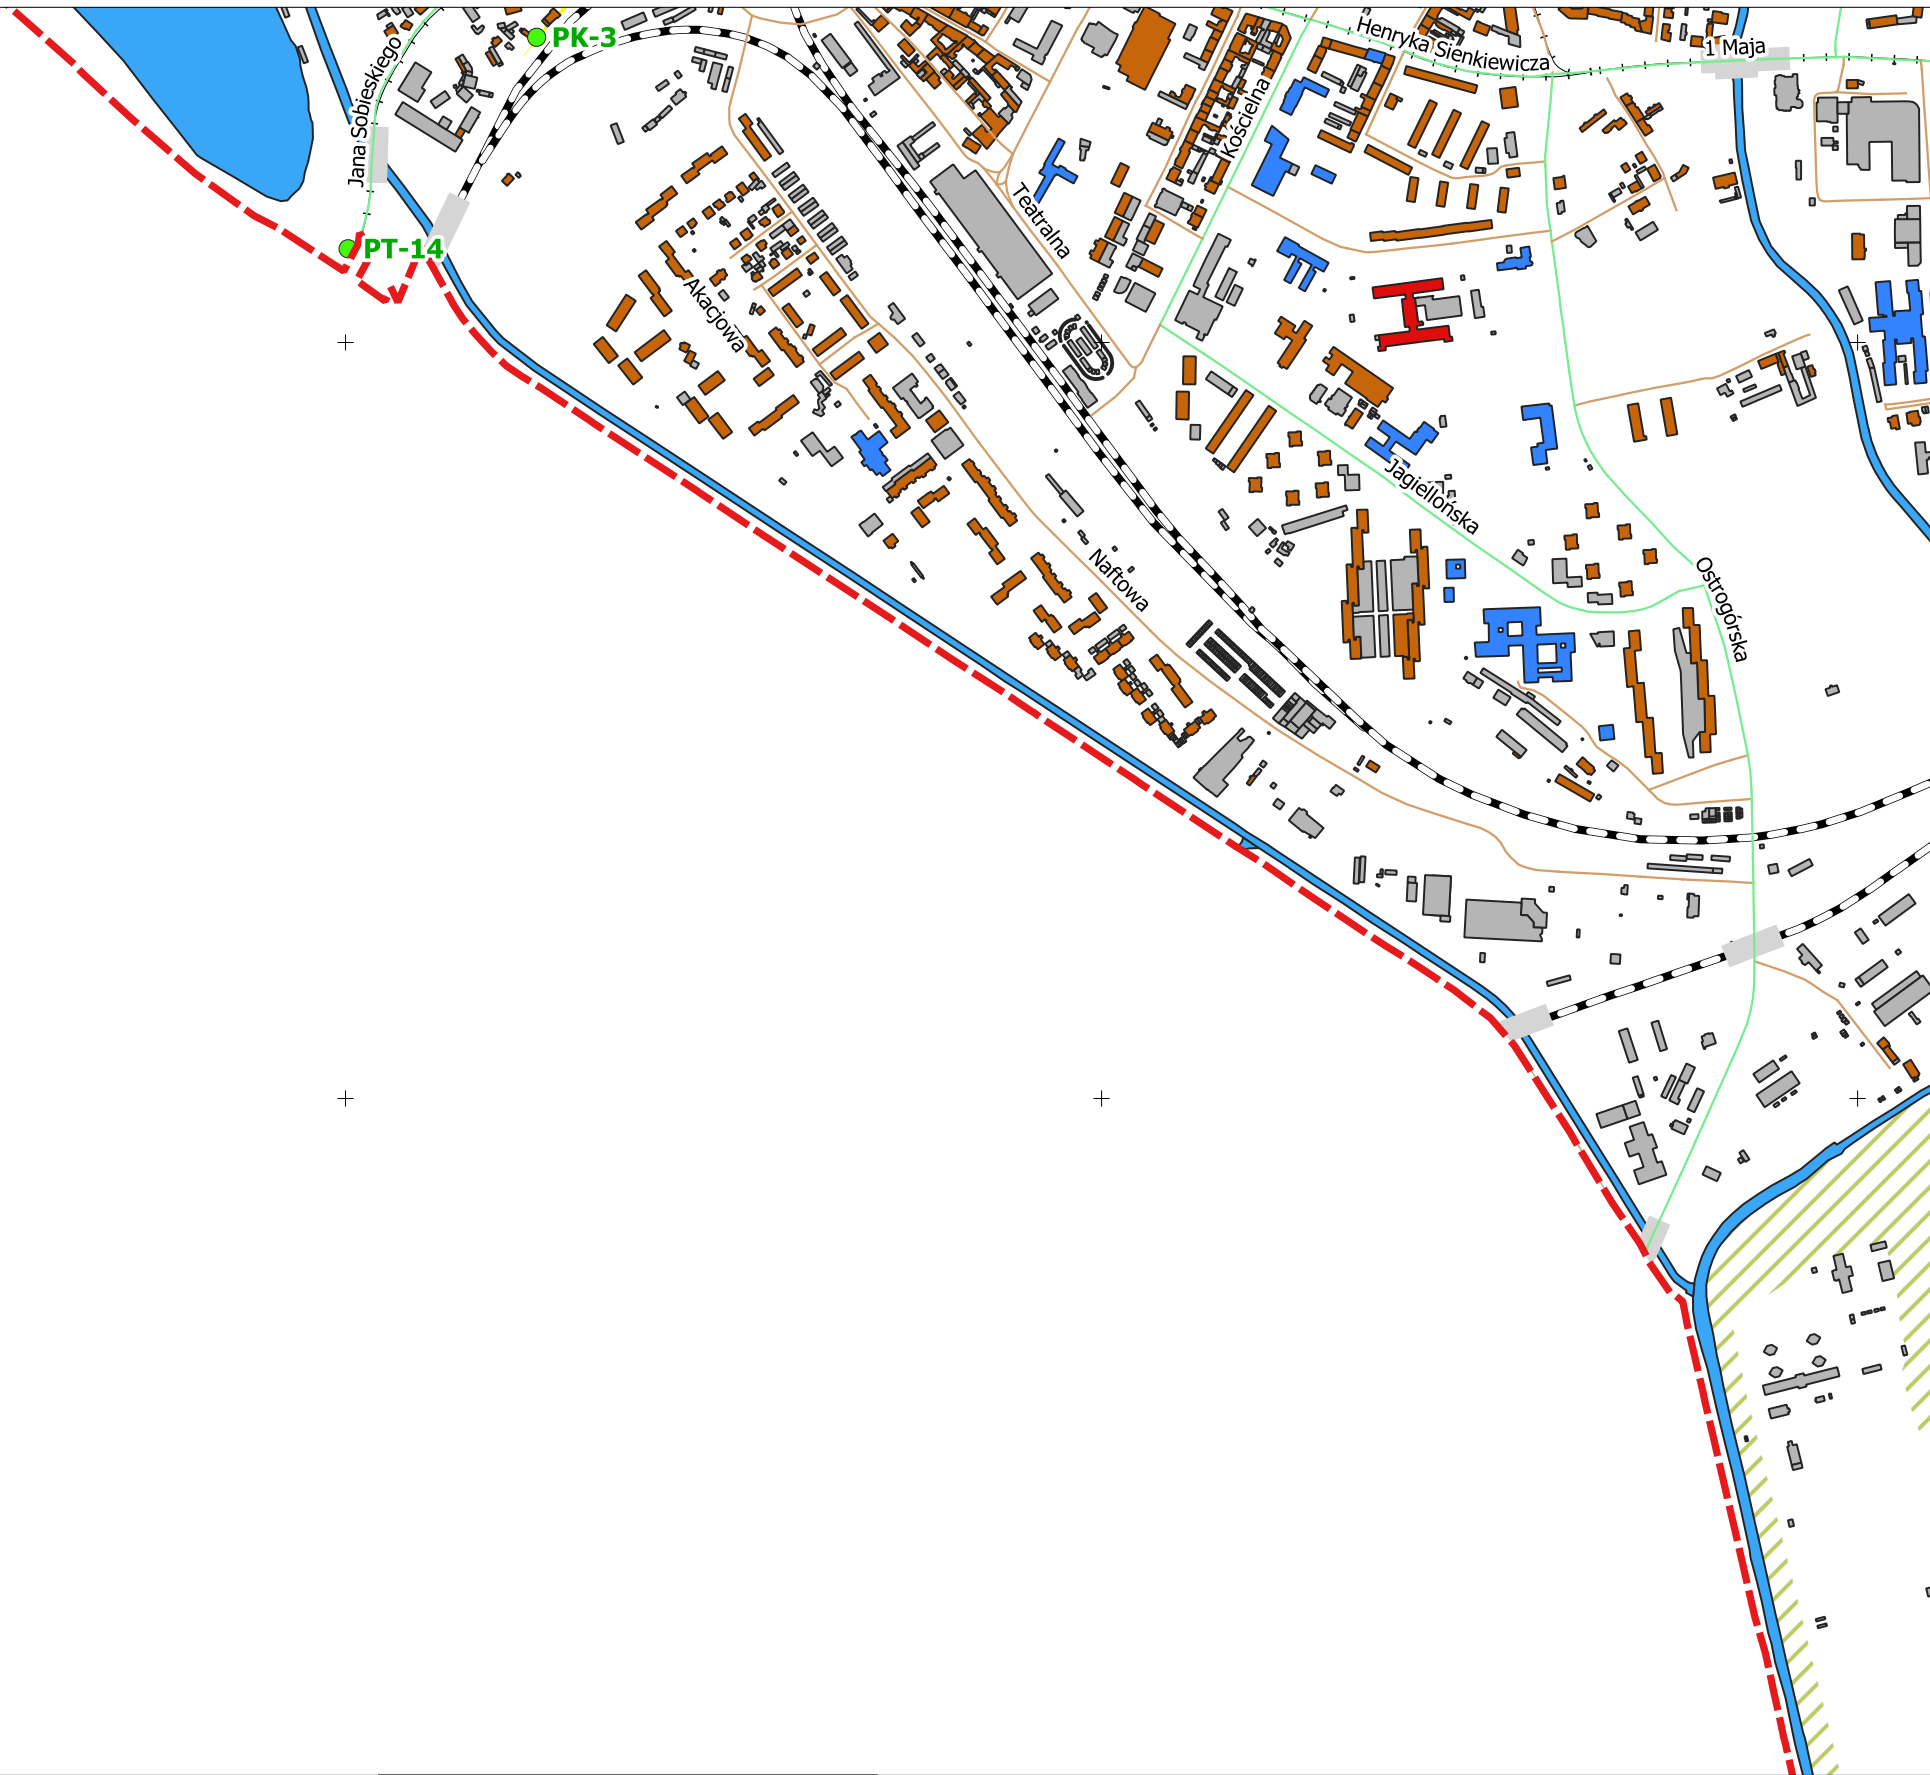 PK-3
Henryka Sienkiewicza
1 Maja
Jana Sobieskiego
Kościelna
Teatralna
PT-14
Akacjowa
Jagiellońska
Naftowa
Ostrogórska